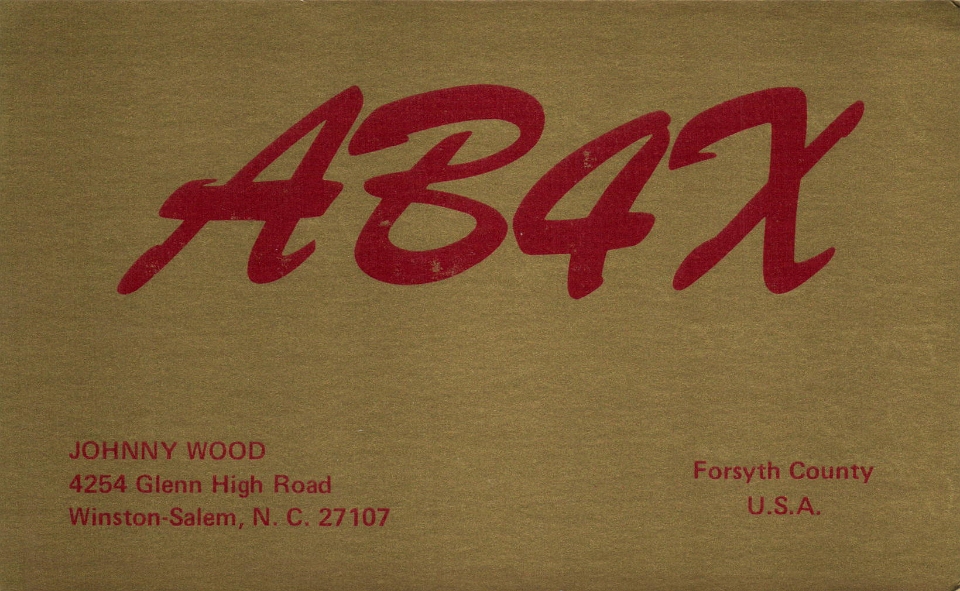 AB4X
JOHNNY WOOD
4254 Glenn High Road
Winston-Salem, N. C. 27107
Forsyth County
U.S.A.